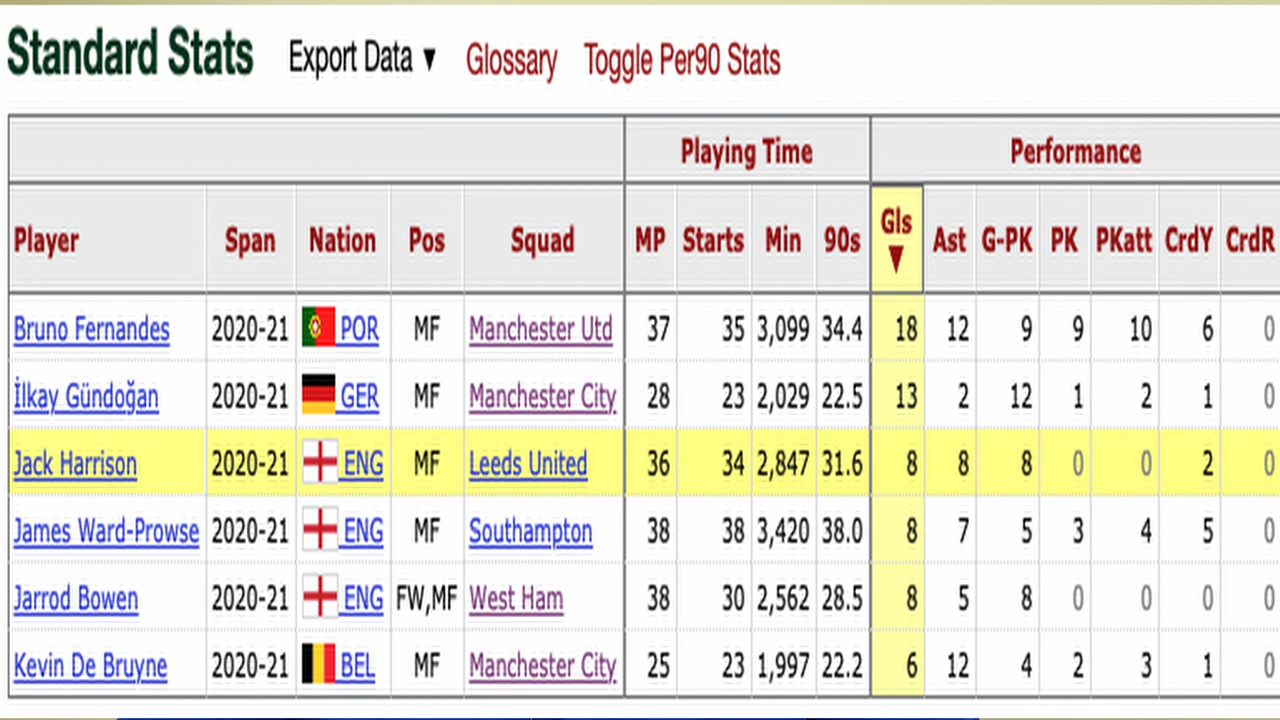 Standard Stats Export Data ▼ Glossary Toggle Per90 Stats
Playing Time Performance
Player Span Nation Pos Squad MP Starts Min 90s Gls ▼ Ast G-PK PK PKatt CrdY CrdR
Bruno Fernandes 2020-21 POR MF Manchester Utd 37 35 3,099 34.4 18 12 9 9 10 6 0
İlkay Gündoğan 2020-21 GER MF Manchester City 28 23 2,029 22.5 13 2 12 1 2 1 0
Jack Harrison 2020-21 ENG MF Leeds United 36 34 2,847 31.6 8 8 8 0 0 2 0
James Ward-Prowse 2020-21 ENG MF Southampton 38 38 3,420 38.0 8 7 5 3 4 5 0
Jarrod Bowen 2020-21 ENG FW,MF West Ham 38 30 2,562 28.5 8 5 8 0 0 0 0
Kevin De Bruyne 2020-21 BEL MF Manchester City 25 23 1,997 22.2 6 12 4 2 3 1 0